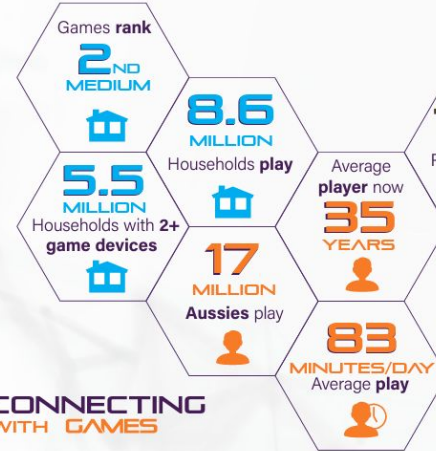 Games rank
2ND
MEDIUM
8.6
MILLION
Households play
5.5
MILLION
Households with 2+
game devices
Average
player now
35
YEARS
17
MILLION
Aussies play
83
MINUTES/DAY
Average play
CONNECTING
WITH GAMES